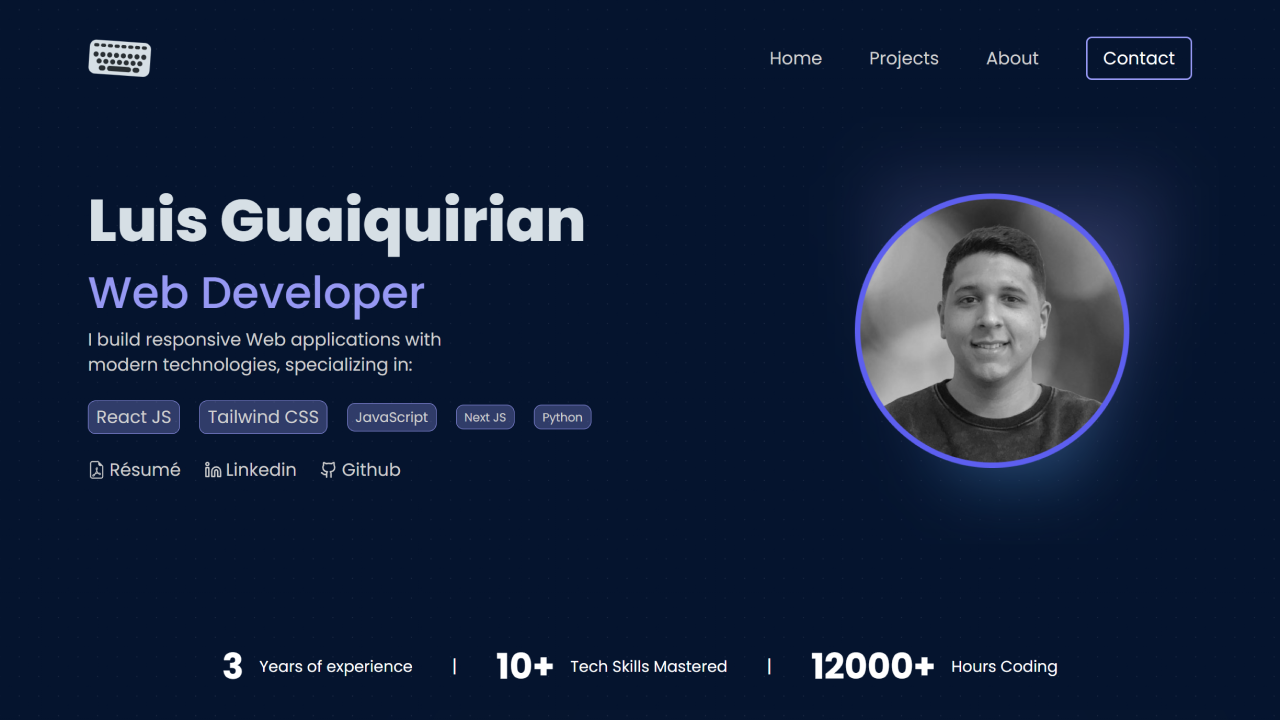 Home Projects About Contact
Luis Guaiquirian
Web Developer
I build responsive Web applications with
modern technologies, specializing in:
React JS Tailwind CSS JavaScript Next JS Python
Résumé Linkedin Github
3 Years of experience | 10+ Tech Skills Mastered | 12000+ Hours Coding